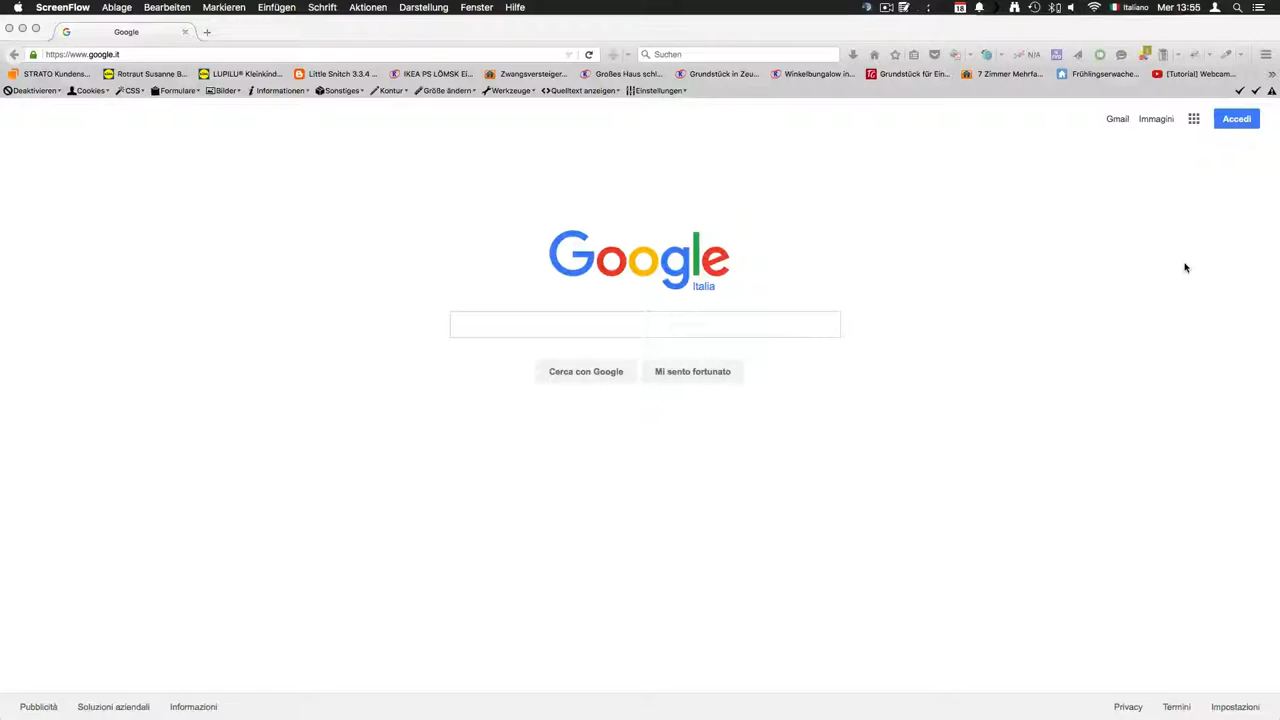 ScreenFlow Ablage Bearbeiten Markieren Einfügen Schrift Aktionen Darstellung Fenster Hilfe 18 Italiano Mer 13:55
Google
https://www.google.it Suchen N/A
STRATO Kundens... Rotraut Susanne B... LUPILU® Kleinkind... Little Snitch 3.3.4 ... IKEA PS LÖMSK Ei... Zwangsversteiger... Großes Haus schl... Grundstück in Zeu... Winkelbungalow in... Grundstück für Ein... 7 Zimmer Mehrfa... Frühlingserwache... [Tutorial] Webcam...
Deaktivieren Cookies CSS Formulare Bilder Informationen Sonstiges Kontur Größe ändern Werkzeuge Quelltext anzeigen Einstellungen
Gmail Immagini Accedi
Google
Italia
Cerca con Google Mi sento fortunato
Pubblicità Soluzioni aziendali Informazioni Privacy Termini Impostazioni